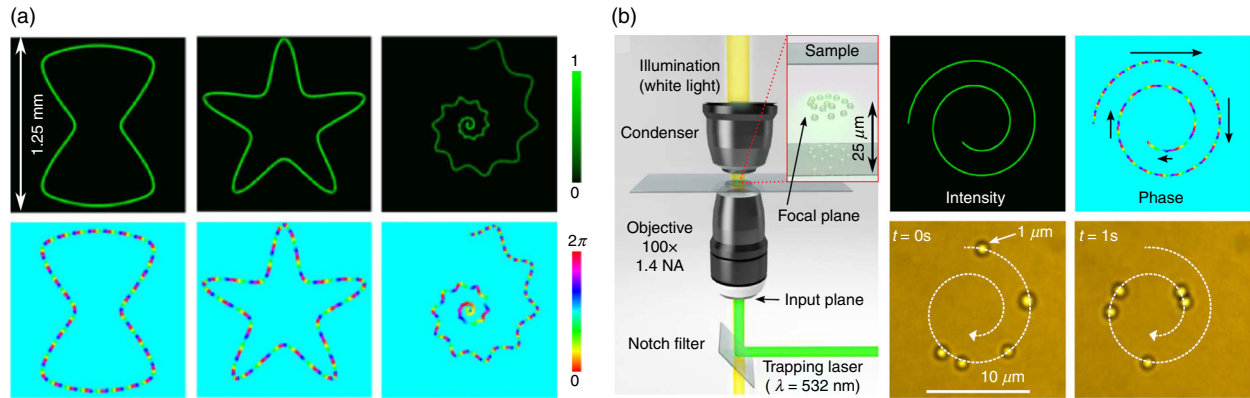 (a)
1.25 mm
1
0
2π
0
(b)
Illumination
(white light)
Condenser
Sample
25 μm
Focal plane
Objective
100×
1.4 NA
Input plane
Notch filter
Trapping laser
( λ = 532 nm)
Intensity
Phase
t = 0s
1 μm
10 μm
t = 1s